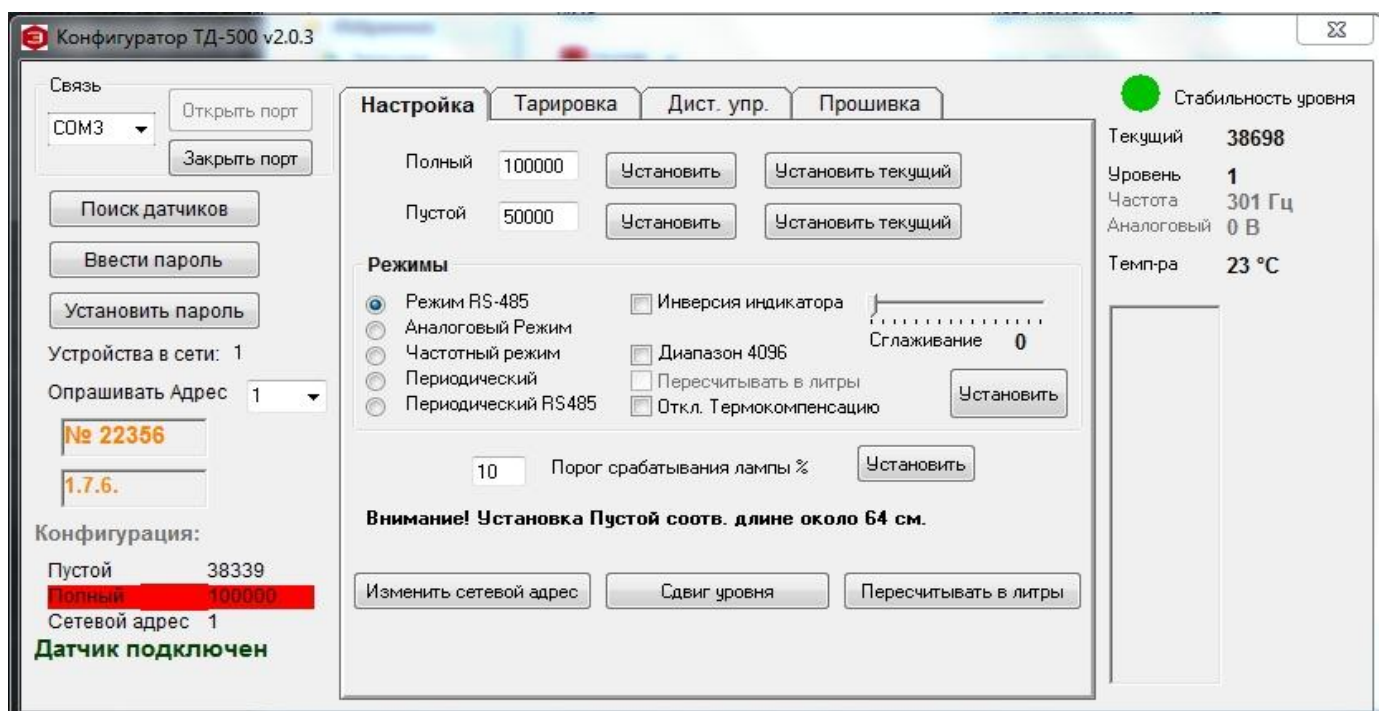 Конфигуратор ТД-500 v2.0.3
Связь
COM3
Открыть порт
Закрыть порт
Поиск датчиков
Ввести пароль
Установить пароль
Устройства в сети: 1
Опрашивать Адрес 1
№ 22356
1.7.6.
Конфигурация:
Пустой 38339
Полный 100000
Сетевой адрес 1
Датчик подключен
Настройка Тарировка Дист. упр. Прошивка
Полный 100000 Установить Установить текущий
Пустой 50000 Установить Установить текущий
Режимы
Режим RS-485
Аналоговый Режим
Частотный режим
Периодический
Периодический RS485
Инверсия индикатора
Диапазон 4096
Пересчитывать в литры
Откл. Термокомпенсацию
Сглаживание 0
Установить
10 Порог срабатывания лампы % Установить
Внимание! Установка Пустой соотв. длине около 64 см.
Изменить сетевой адрес Сдвиг уровня Пересчитывать в литры
Стабильность уровня
Текущий 38698
Уровень 1
Частота 301 Гц
Аналоговый 0 В
Темп-ра 23 °C